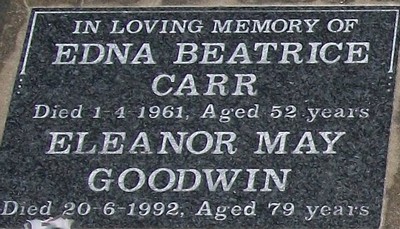 IN LOVING MEMORY OF
EDNA BEATRICE
CARR
Died 1-4-1961, Aged 52 years
ELEANOR MAY
GOODWIN
Died 20-6-1992, Aged 79 years